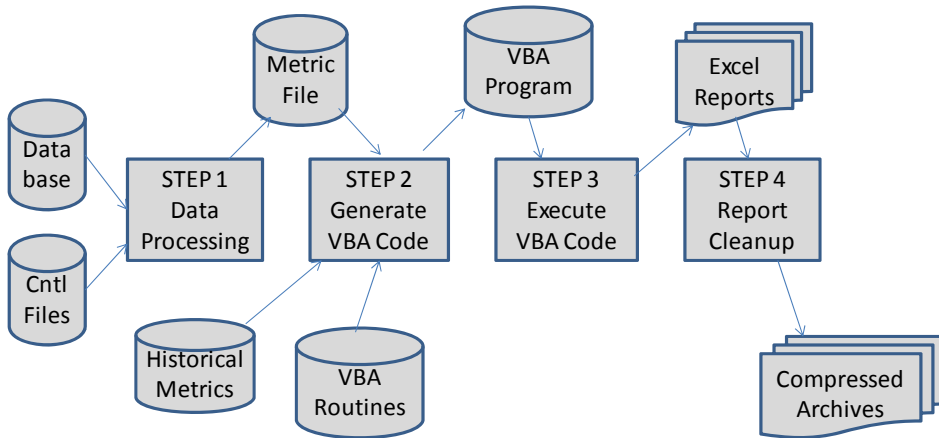 Metric
File
VBA
Program
Excel
Reports
Data
base
STEP 1
Data
Processing
STEP 2
Generate
VBA Code
STEP 3
Execute
VBA Code
STEP 4
Report
Cleanup
Cntl
Files
Historical
Metrics
VBA
Routines
Compressed
Archives